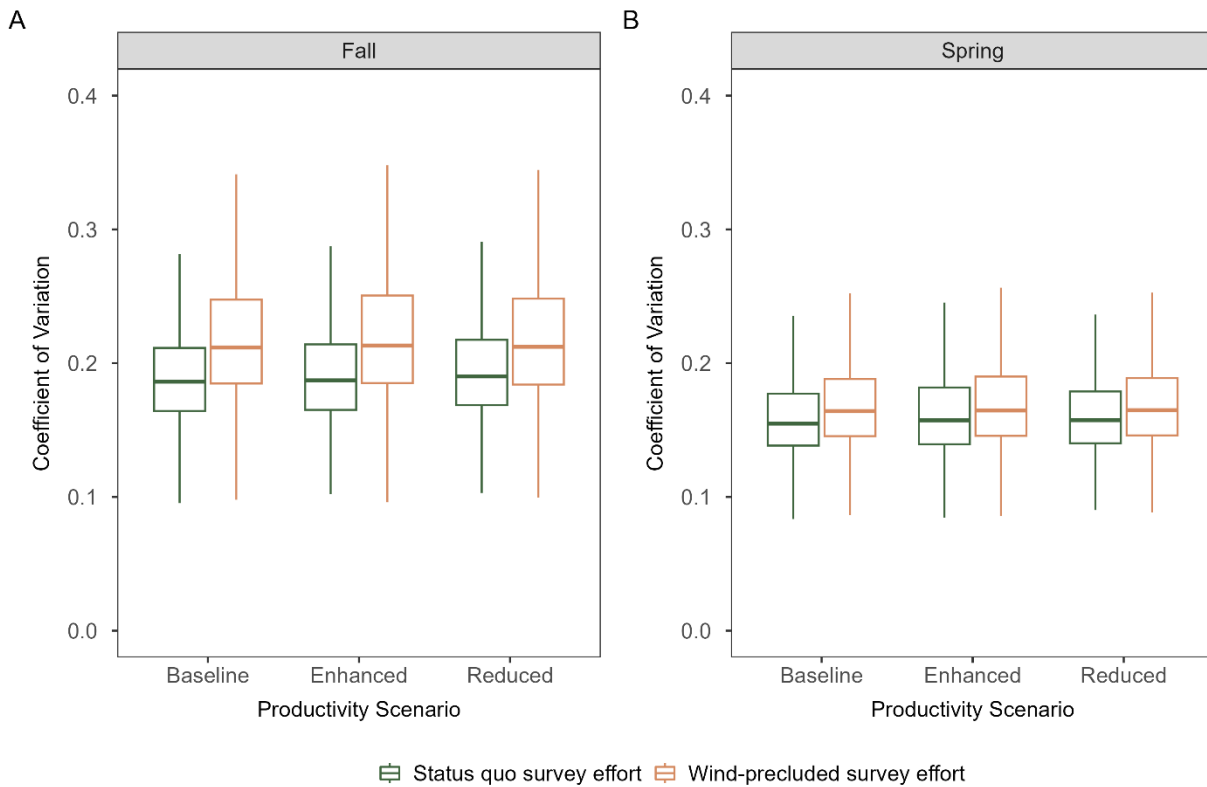 A
Fall
0.4
0.3
0.2
0.1
0.0
Coefficient of Variation
Baseline Enhanced Reduced
Productivity Scenario
B
Spring
0.4
0.3
0.2
0.1
0.0
Coefficient of Variation
Baseline Enhanced Reduced
Productivity Scenario
Status quo survey effort Wind-precluded survey effort